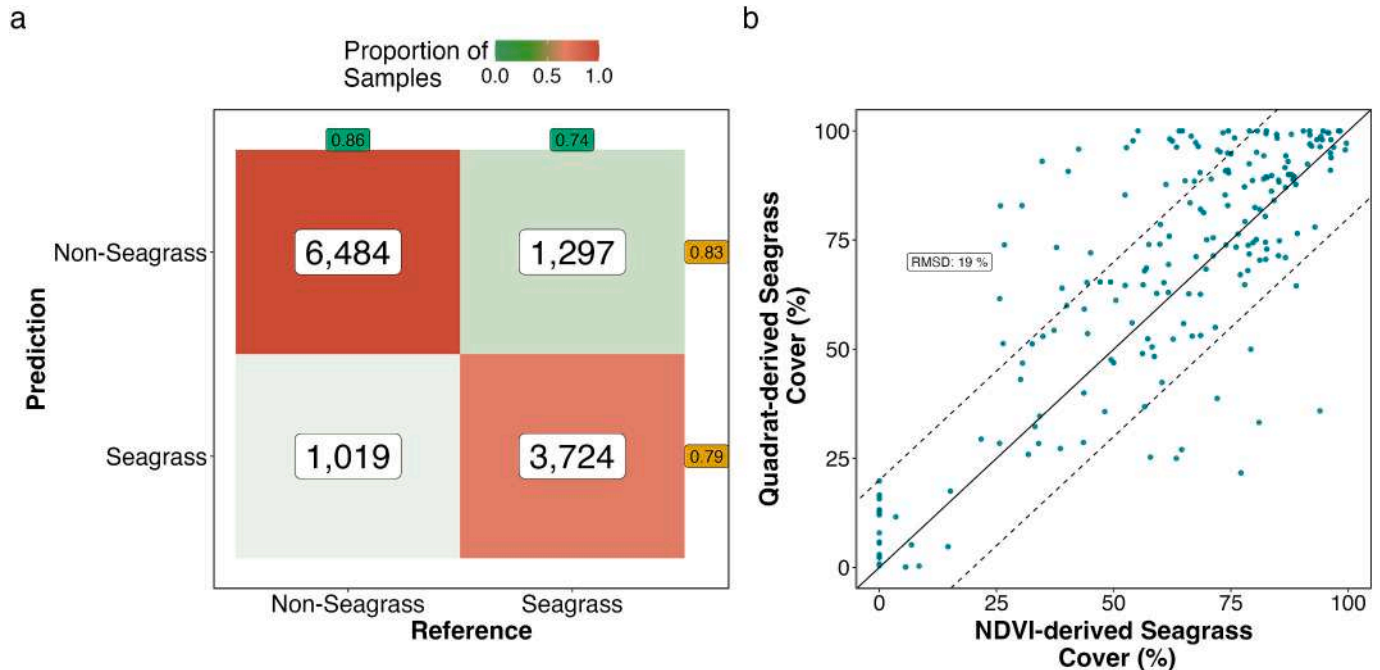 a
Proportion of
Samples
0.0 0.5 1.0
0.86 0.74
Non-Seagrass
6,484 1,297 0.83
Seagrass
1,019 3,724 0.79
Prediction
Non-Seagrass Seagrass
Reference
b
100
75
50
25
0
RMSD: 19 %
Quadrat-derived Seagrass
Cover (%)
0 25 50 75 100
NDVI-derived Seagrass
Cover (%)